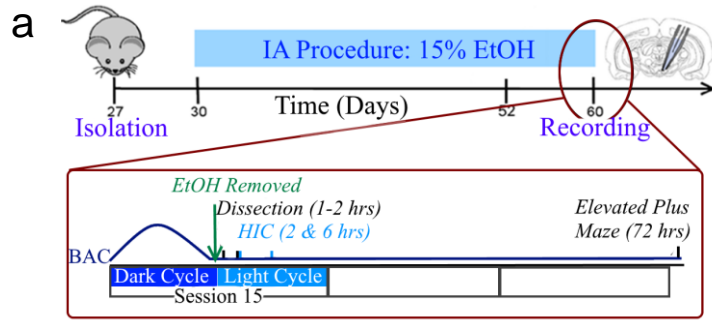 a
IA Procedure: 15% EtOH
27
30
Time (Days)
52
60
Isolation
Recording
EtOH Removed
Dissection (1-2 hrs)
HIC (2 & 6 hrs)
Elevated Plus
Maze (72 hrs)
BAC
Dark Cycle
Light Cycle
Session 15